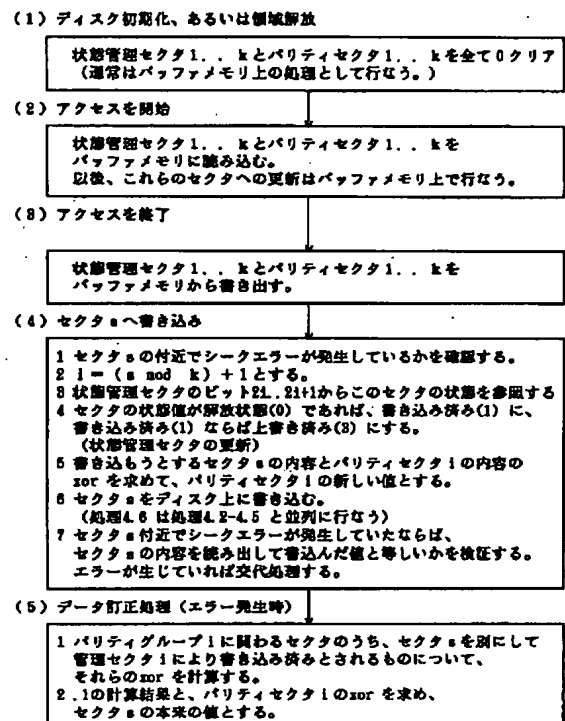 (1) ディスク初期化、あるいは領域解放
状態管理セクタ1. . kとパリティセクタ1. . kを全て0クリア
(通常はバッファメモリ上の処理として行なう。)
(2) アクセスを開始
状態管理セクタ1. . kとパリティセクタ1. . kを
バッファメモリに読み込む。
以後、これらのセクタへの更新はバッファメモリ上で行なう。
(3) アクセスを終了
状態管理セクタ1. . kとパリティセクタ1. . kを
バッファメモリから書き出す。
(4) セクタsへ書き込み
1 セクタsの付近でシークエラーが発生しているかを確認する。
2 i = (s mod k) +1とする。
3 状態管理セクタのビット2i..2i+1からこのセクタの状態を参照する
4 セクタの状態値が解放状態(0) であれば、書き込み済み(1) に、
書き込み済み(1) ならば上書き済み(3) にする。
(状態管理セクタの更新)
5 書き込もうとするセクタsの内容とパリティセクタiの内容の
xor を求めて、パリティセクタiの新しい値とする。
6 セクタsをディスク上に書き込む。
(処理4.6 は処理4.2-4.5 と並列に行なう)
7 セクタs付近でシークエラーが発生していたならば、
セクタsの内容を読み出して書込んだ値と等しいかを検証する。
エラーが生じていれば交代処理する。
(5) データ訂正処理 (エラー発生時)
1 パリティグループiに関わるセクタのうち、セクタsを別にして
管理セクタiにより書き込み済みとされるものについて、
それらのxor を計算する。
2 .1の計算結果と、パリティセクタiのxor を求め、
セクタsの本来の値とする。